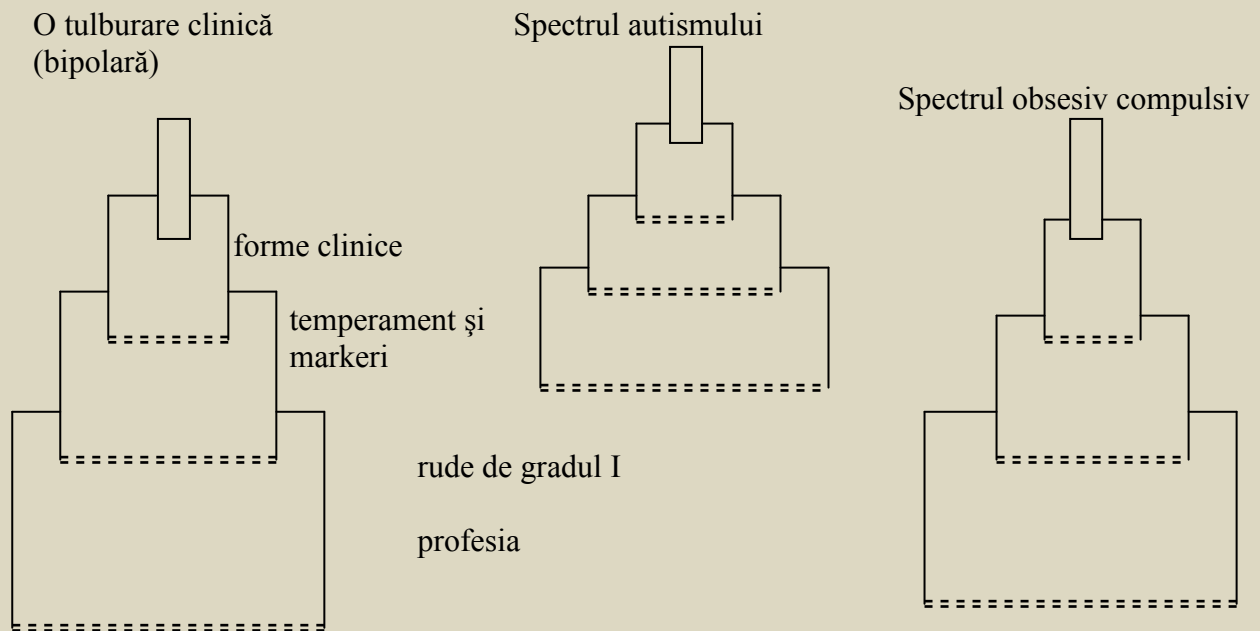 O tulburare clinică
(bipolară)
Spectrul autismului
Spectrul obsesiv compulsiv
forme clinice
temperament şi
markeri
rude de gradul I
profesia